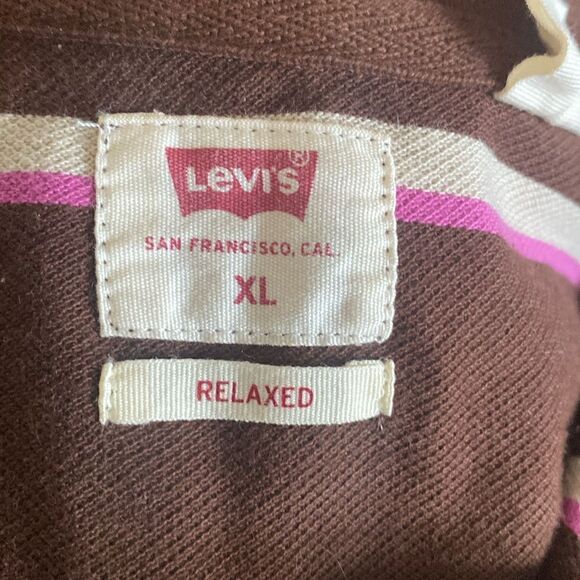 Levi's ®
SAN FRANCISCO, CAL.
XL
RELAXED